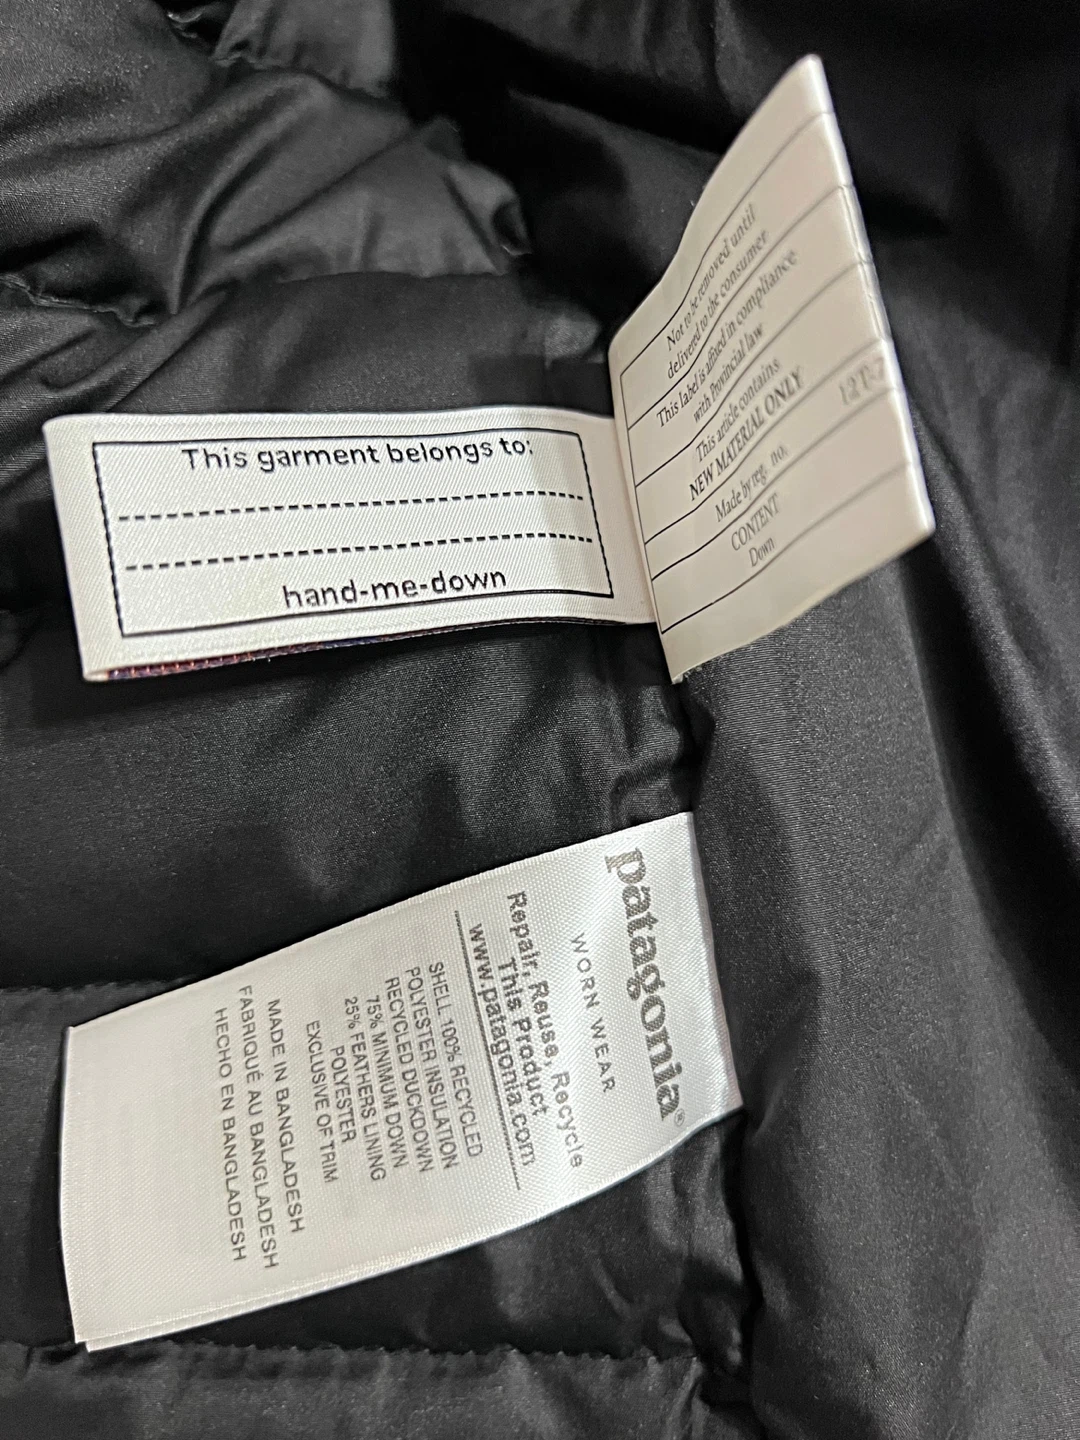 This garment belongs to:
hand-me-down
Not to be removed until
delivered to the consumer
This label is affixed in compliance
with Provincial law
This article contains
NEW MATERIAL ONLY
Made by reg. no.
CONTENT
Down
patagonia®
WORN WEAR
Repair, Reuse, Recycle
This Product
www.patagonia.com
SHELL 100% RECYCLED
POLYESTER INSULATION
RECYCLED DUCKDOWN
75% MINIMUM DOWN
25% FEATHERS LINING
POLYESTER
EXCLUSIVE OF TRIM
MADE IN BANGLADESH
FABRIQUÉ AU BANGLADESH
HECHO EN BANGLADESH